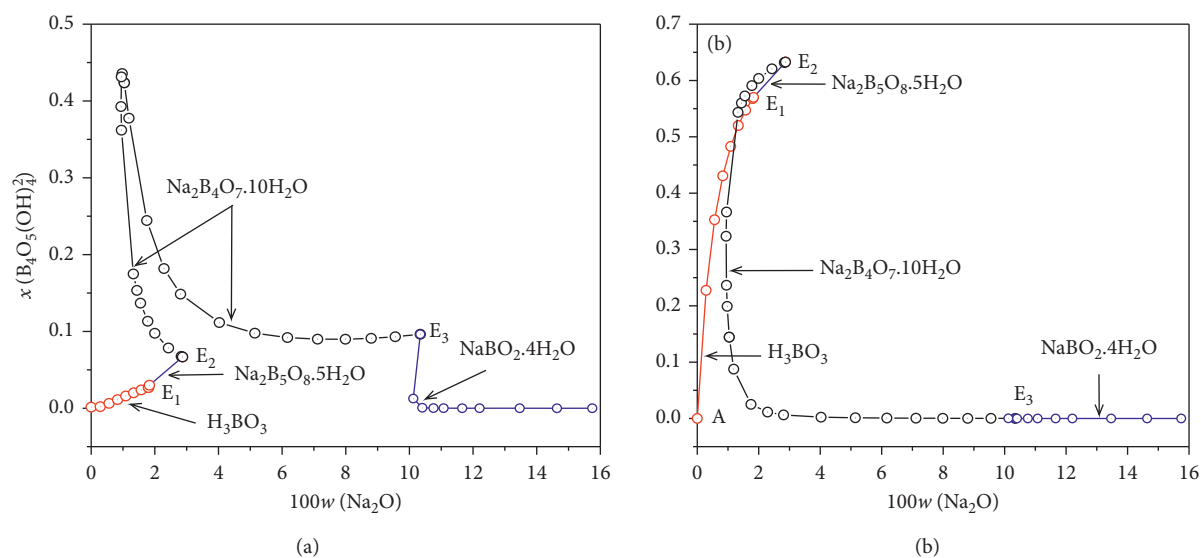 0.5
0.4
0.3
0.2
0.1
0.0
x (B₄O₅(OH)₄²)
Na₂B₄O₇.10H₂O
E₃
E₂
NaBO₂.4H₂O
Na₂B₅O₈.5H₂O
E₁
H₃BO₃
0 2 4 6 8 10 12 14 16
100w (Na₂O)
(a)
(b)
0.7
0.6
0.5
0.4
0.3
0.2
0.1
0.0
E₂
Na₂B₅O₈.5H₂O
E₁
Na₂B₄O₇.10H₂O
H₃BO₃
NaBO₂.4H₂O
E₃
A
0 2 4 6 8 10 12 14 16
100w (Na₂O)
(b)